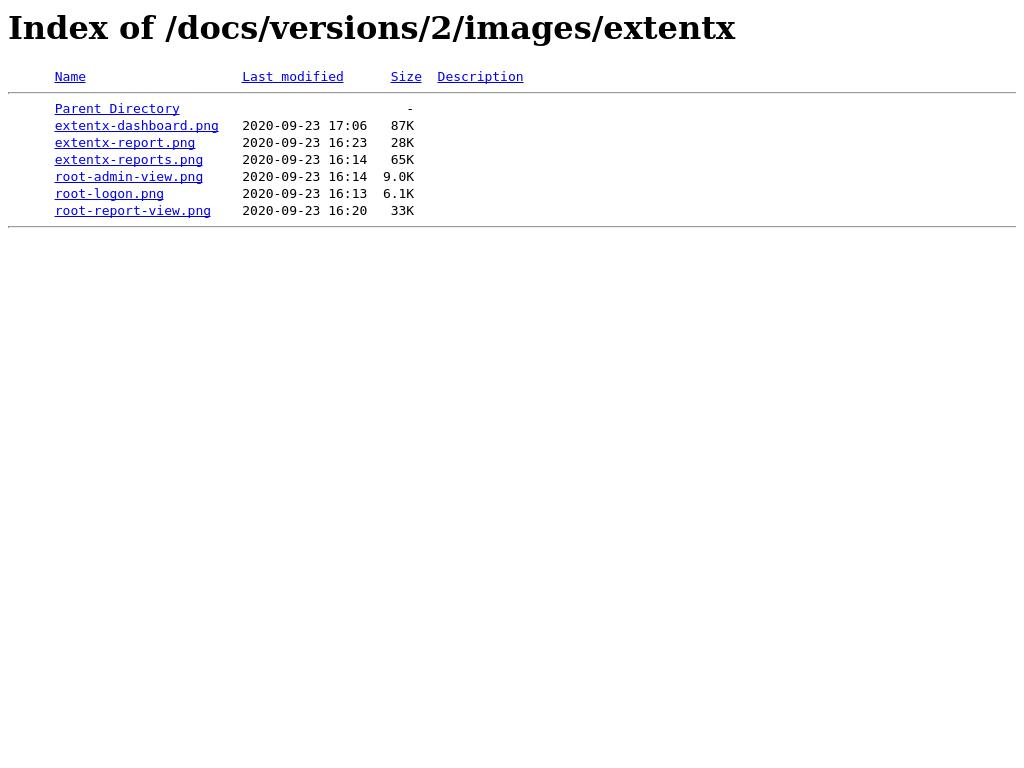 Index of /docs/versions/2/images/extentx
Name Last modified Size Description
Parent Directory -
extentx-dashboard.png 2020-09-23 17:06 87K
extentx-report.png 2020-09-23 16:23 28K
extentx-reports.png 2020-09-23 16:14 65K
root-admin-view.png 2020-09-23 16:14 9.0K
root-logon.png 2020-09-23 16:13 6.1K
root-report-view.png 2020-09-23 16:20 33K